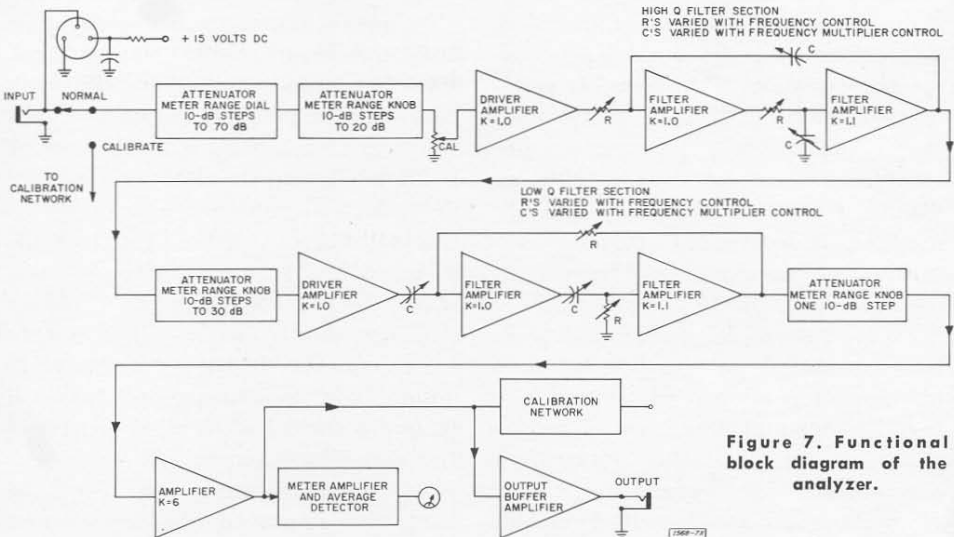 + 15 VOLTS DC
INPUT
NORMAL
CALIBRATE
TO
CALIBRATION
NETWORK
ATTENUATOR
METER RANGE DIAL
10-dB STEPS
TO 70 dB
ATTENUATOR
METER RANGE KNOB
10-dB STEPS
TO 20 dB
CAL
DRIVER
AMPLIFIER
K=1.0
R
HIGH Q FILTER SECTION
R'S VARIED WITH FREQUENCY CONTROL
C'S VARIED WITH FREQUENCY MULTIPLIER CONTROL
C
FILTER
AMPLIFIER
K=1.0
R
C
FILTER
AMPLIFIER
K=1.1
LOW Q FILTER SECTION
R'S VARIED WITH FREQUENCY CONTROL
C'S VARIED WITH FREQUENCY MULTIPLIER CONTROL
R
ATTENUATOR
METER RANGE KNOB
10-dB STEPS
TO 30 dB
DRIVER
AMPLIFIER
K=1.0
C
FILTER
AMPLIFIER
K=1.0
C
R
FILTER
AMPLIFIER
K=1.1
ATTENUATOR
METER RANGE KNOB
ONE 10-dB STEP
CALIBRATION
NETWORK
AMPLIFIER
K=6
METER AMPLIFIER
AND AVERAGE
DETECTOR
OUTPUT
BUFFER
AMPLIFIER
OUTPUT
1568-73
Figure 7. Functional
block diagram of the
analyzer.